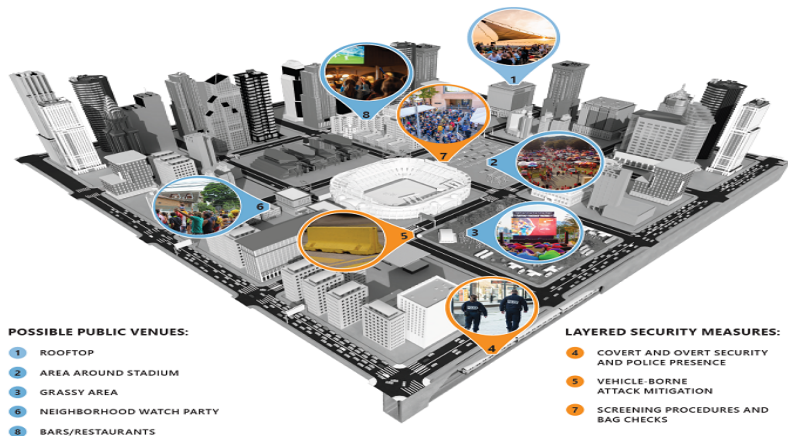 1
8
7
2
6
5
3
4
POSSIBLE PUBLIC VENUES:
1 ROOFTOP
2 AREA AROUND STADIUM
3 GRASSY AREA
6 NEIGHBORHOOD WATCH PARTY
8 BARS/RESTAURANTS
LAYERED SECURITY MEASURES:
4 COVERT AND OVERT SECURITY
AND POLICE PRESENCE
5 VEHICLE-BORNE
ATTACK MITIGATION
7 SCREENING PROCEDURES AND
BAG CHECKS